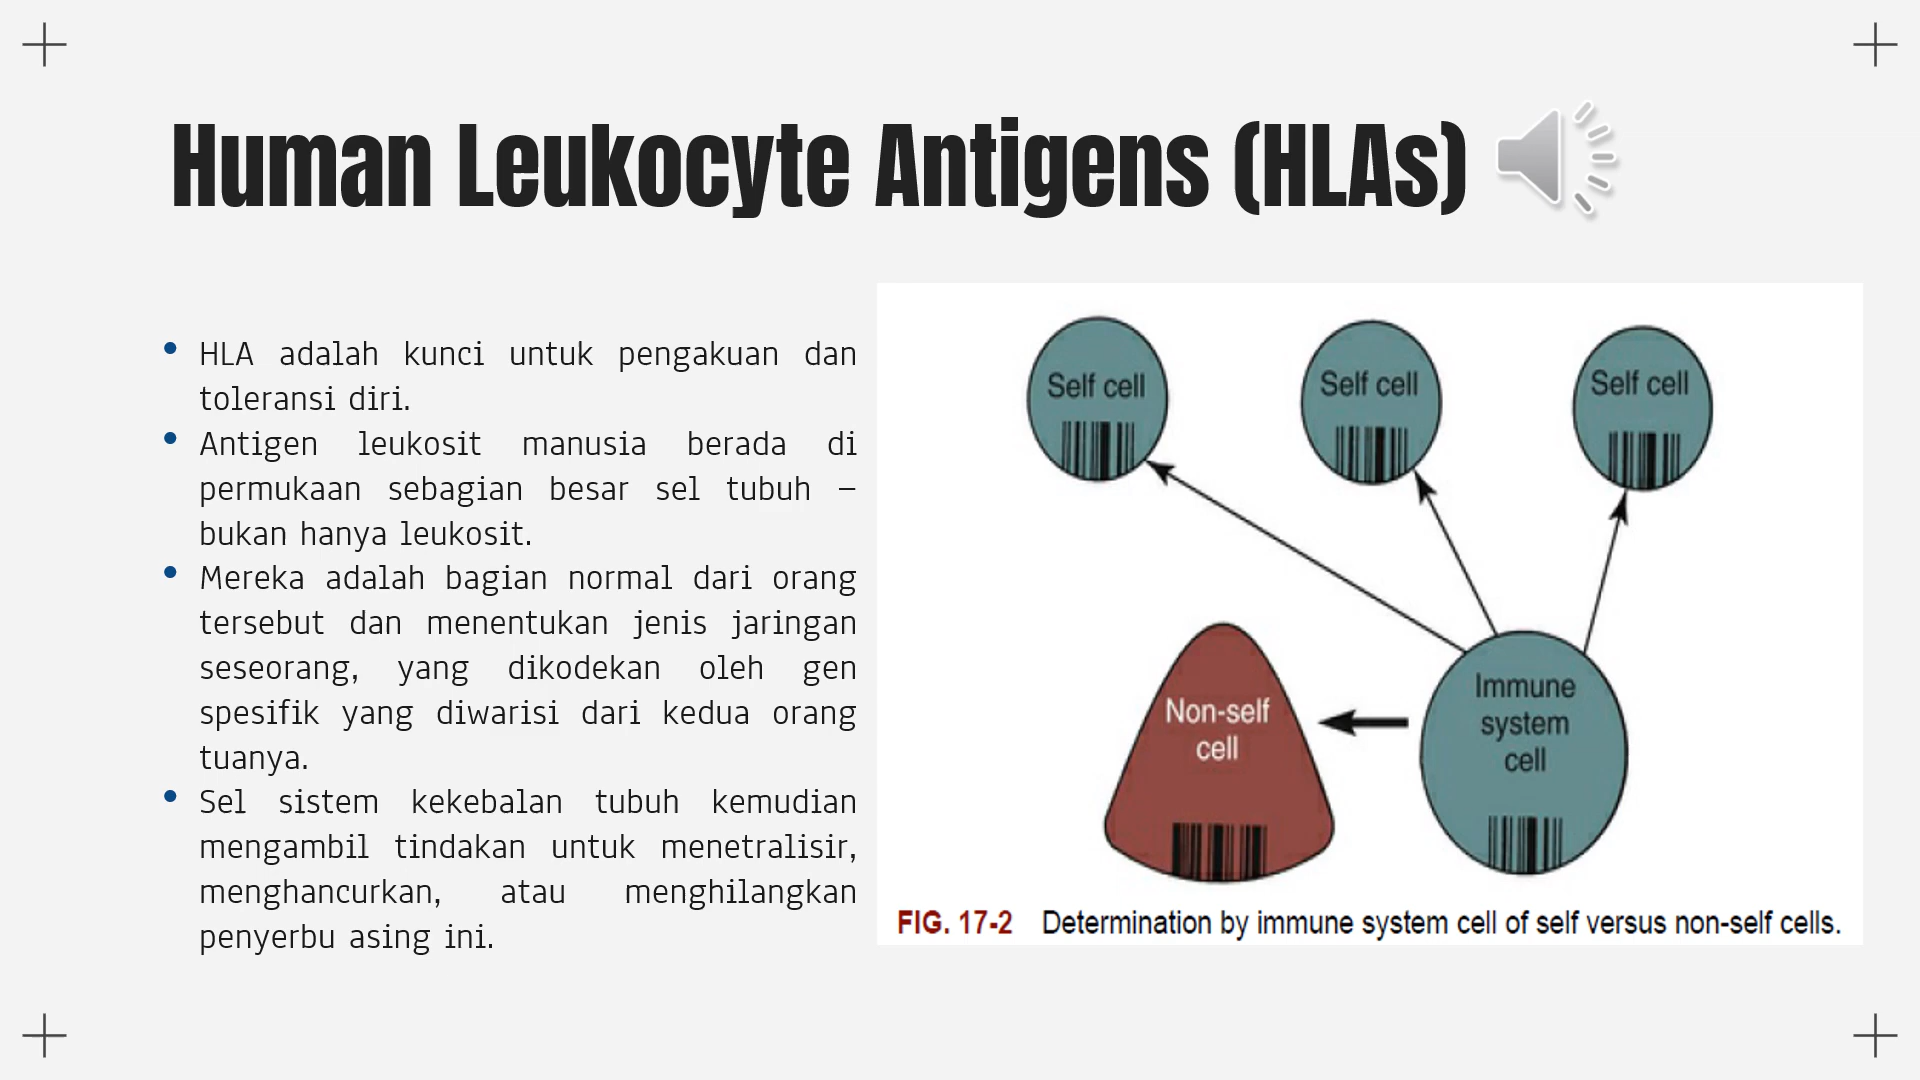 Human Leukocyte Antigens (HLAs)
• HLA adalah kunci untuk pengakuan dan
toleransi diri.
• Antigen leukosit manusia berada di
permukaan sebagian besar sel tubuh –
bukan hanya leukosit.
• Mereka adalah bagian normal dari orang
tersebut dan menentukan jenis jaringan
seseorang, yang dikodekan oleh gen
spesifik yang diwarisi dari kedua orang
tuanya.
• Sel sistem kekebalan tubuh kemudian
mengambil tindakan untuk menetralisir,
menghancurkan, atau menghilangkan
penyerbu asing ini.
Self cell
Self cell
Self cell
Non-self
cell
Immune
system
cell
FIG. 17-2 Determination by immune system cell of self versus non-self cells.